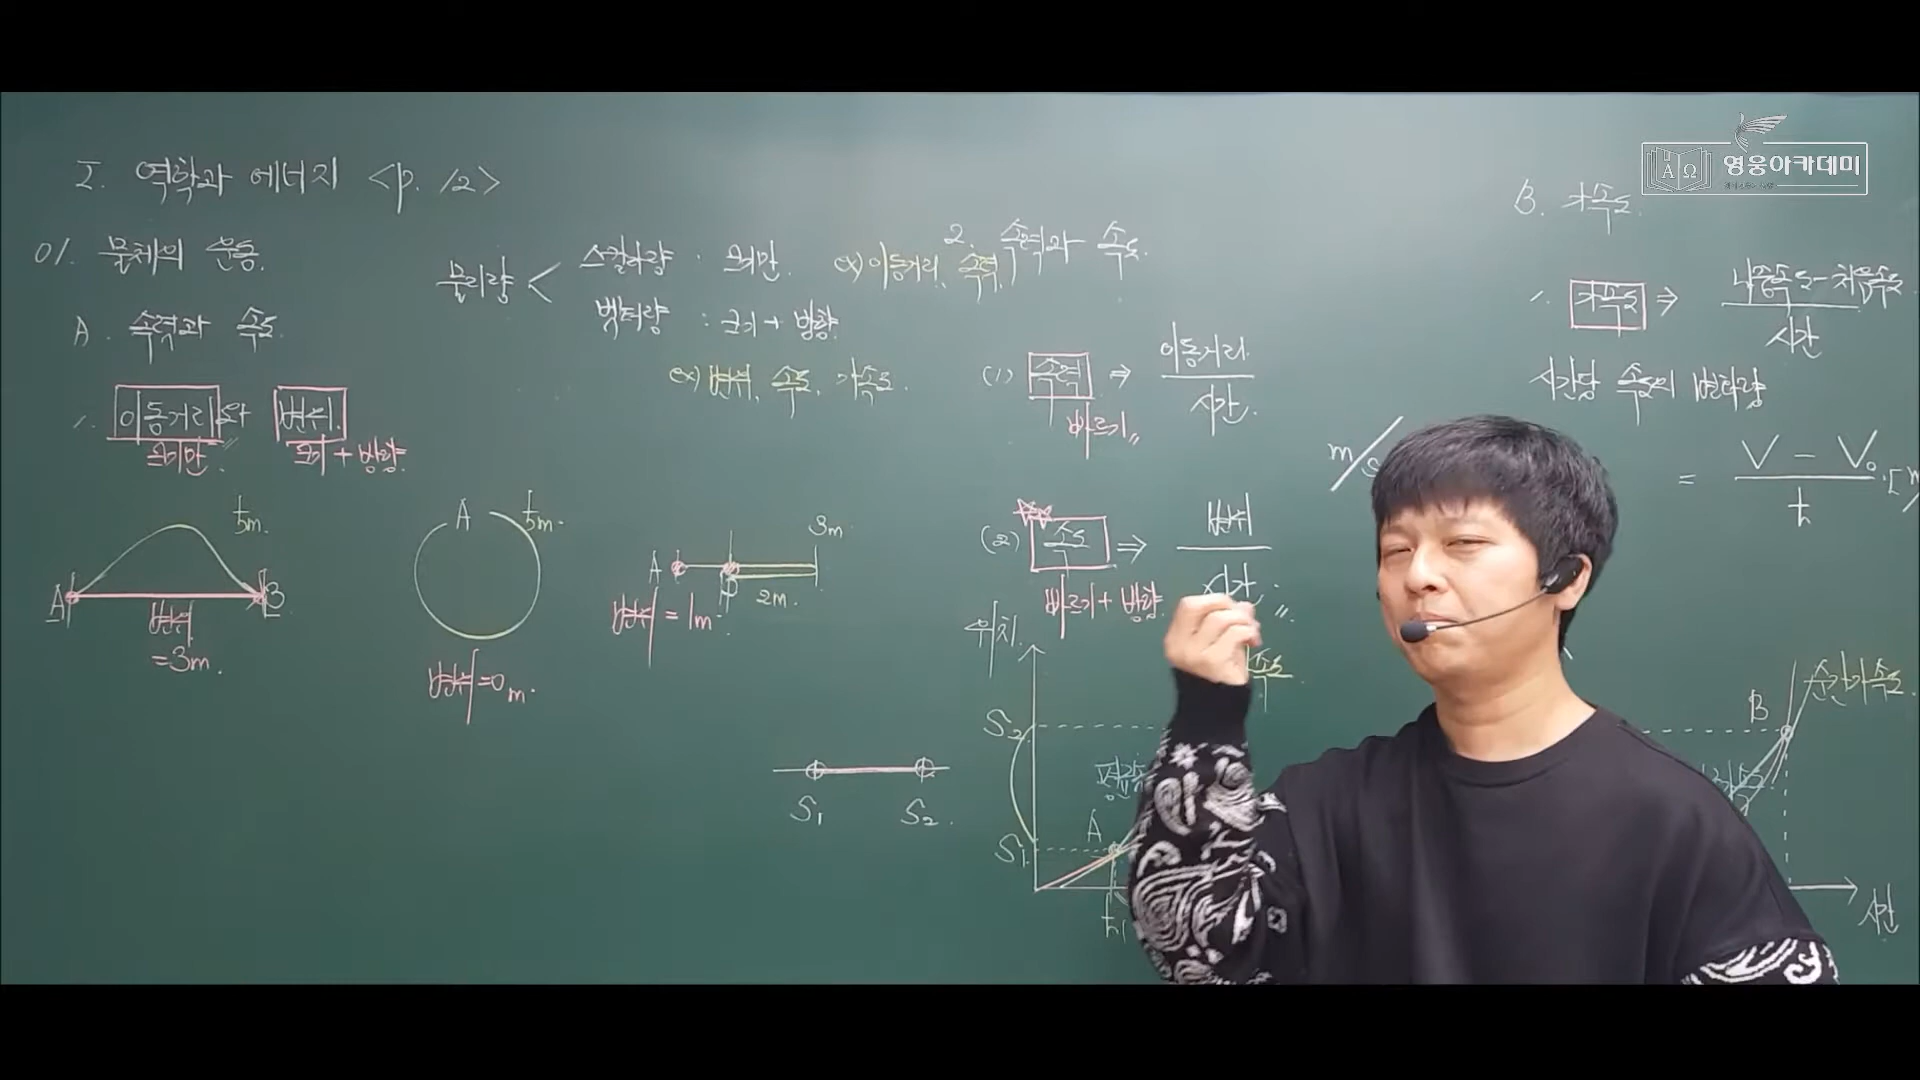 I. 역학과 에너지 <p. 12>
01. 물체의 운동.
A. 속력과 속도.
1. 이동거리와 변위.
크기만. 크기 + 방향
5m.
A B
변위
=3m.
A 5m.
변위=0m.
물리량 <
스칼라량 : 크기만. ex) 이동거리, 속력,
벡터량 : 크기 + 방향
ex) 변위, 속도, 가속도.
3m
A
2m.
변위 = 1m.
S₁ S₂.
2. 속력과 속도.
(1) 속력 ⇒ 이동거리
시간.
빠르기〃
m/s
(2) 속도 ⇒ 변위
시간.
빠르기 + 방향.
위치.
속도
S₂
S₁
A
t₁
B
순간속도.
시간
B. 가속도.
1. 가속도 ⇒ 나중속도-처음속도
시간
시간당 속도의 변화량
= V - V₀
t
영웅아카데미
A Ω